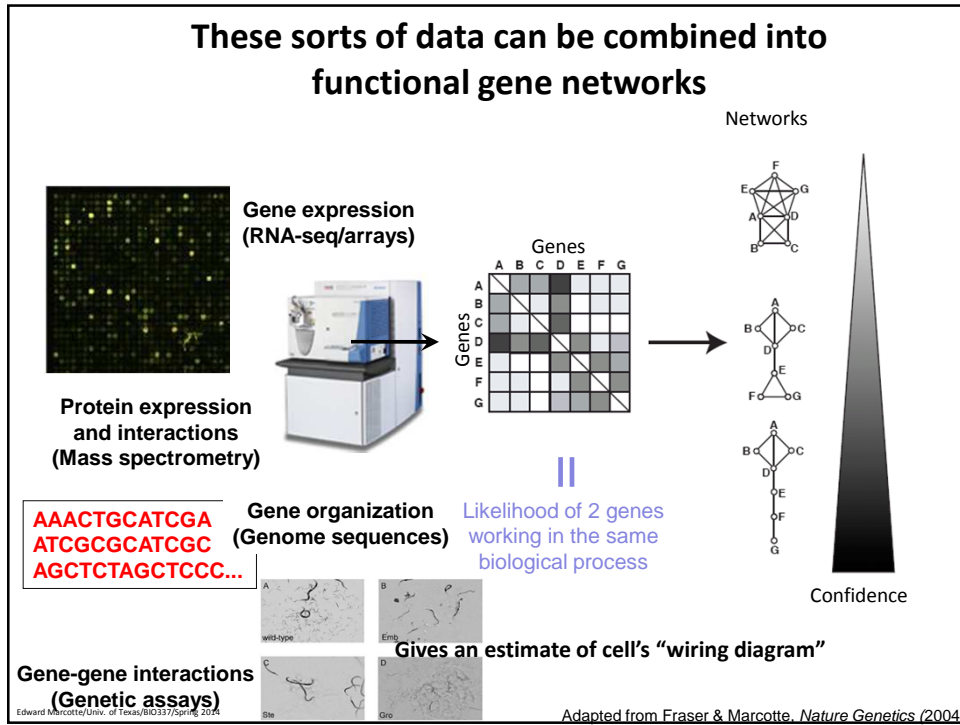 These sorts of data can be combined into
functional gene networks
Networks
Gene expression
(RNA-seq/arrays)
Genes
A B C D E F G
Genes
A
B
C
D
E
F
G
F
E G
A D
B C
A
B C
D
E
F G
A
B C
D
E
F
G
Protein expression
and interactions
(Mass spectrometry)
AAACTGCATCGA
ATCGCGCATCGC
AGCTCTAGCTCCC...
Gene organization
(Genome sequences)
Likelihood of 2 genes
working in the same
biological process
Confidence
A
wild-type
B
Emb
C
Ste
D
Gro
Gives an estimate of cell's “wiring diagram”
Gene-gene interactions
(Genetic assays)
Edward Marcotte/Univ. of Texas/BIO337/Spring 2014
Adapted from Fraser & Marcotte, Nature Genetics (2004